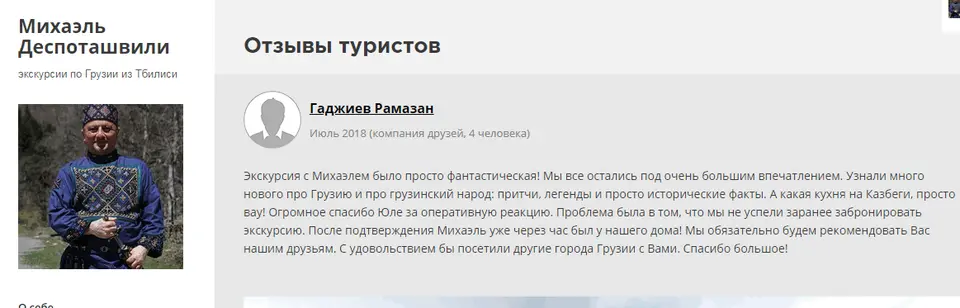 Михаэль
Деспоташвили
экскурсии по Грузии из Тбилиси
Отзывы туристов
Гаджиев Рамазан
Июль 2018 (компания друзей, 4 человека)
Экскурсия с Михаэлем было просто фантастическая! Мы все остались под очень большим впечатлением. Узнали много
нового про Грузию и про грузинский народ: притчи, легенды и просто исторические факты. А какая кухня на Казбеги, просто
вау! Огромное спасибо Юле за оперативную реакцию. Проблема была в том, что мы не успели заранее забронировать
экскурсию. После подтверждения Михаэль уже через час был у нашего дома! Мы обязательно будем рекомендовать Вас
нашим друзьям. С удовольствием бы посетили другие города Грузии с Вами. Спасибо большое!
О себе